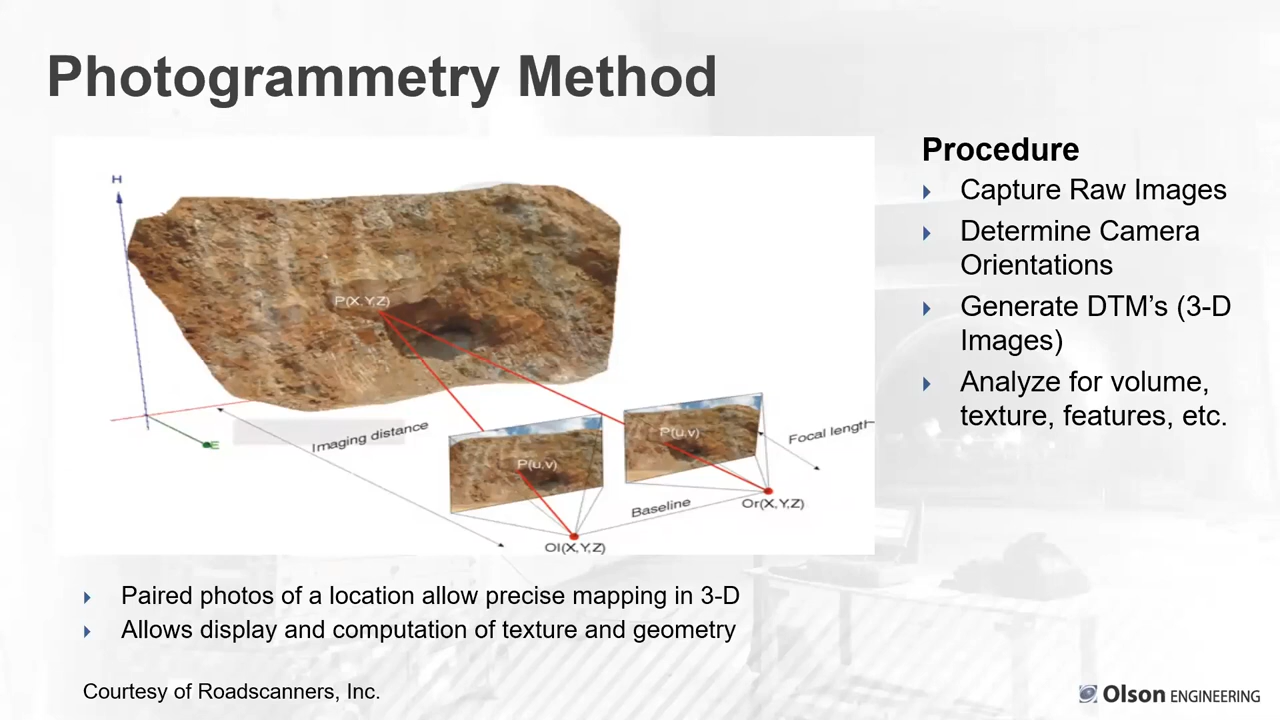 Photogrammetry Method
H
P(X,Y,Z)
E
Imaging distance
P(u,v)
P(u,v)
Focal length
Baseline
Or(X,Y,Z)
Ol(X,Y,Z)
Procedure
Capture Raw Images
Determine Camera
Orientations
Generate DTM’s (3-D
Images)
Analyze for volume,
texture, features, etc.
Paired photos of a location allow precise mapping in 3-D
Allows display and computation of texture and geometry
Courtesy of Roadscanners, Inc.
Olson ENGINEERING